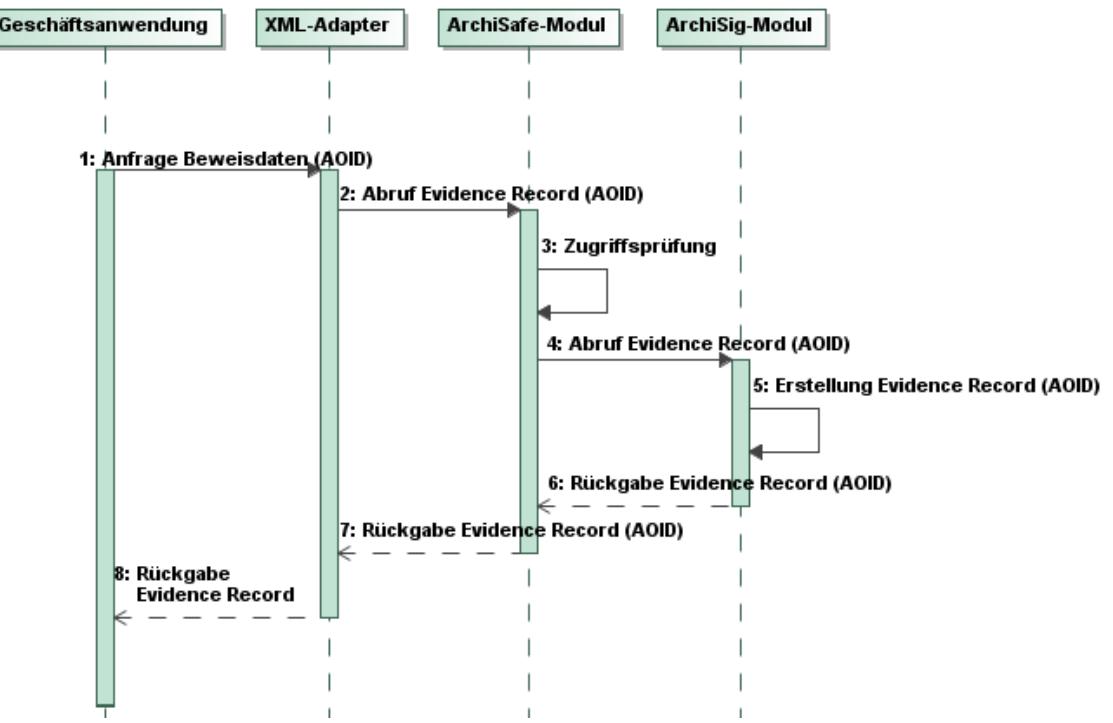 Geschäftsanwendung
XML-Adapter
ArchiSafe-Modul
ArchiSig-Modul
1: Anfrage Beweisdaten (AOID)
2: Abruf Evidence Record (AOID)
3: Zugriffsprüfung
4: Abruf Evidence Record (AOID)
5: Erstellung Evidence Record (AOID)
6: Rückgabe Evidence Record (AOID)
7: Rückgabe Evidence Record (AOID)
8: Rückgabe
Evidence Record